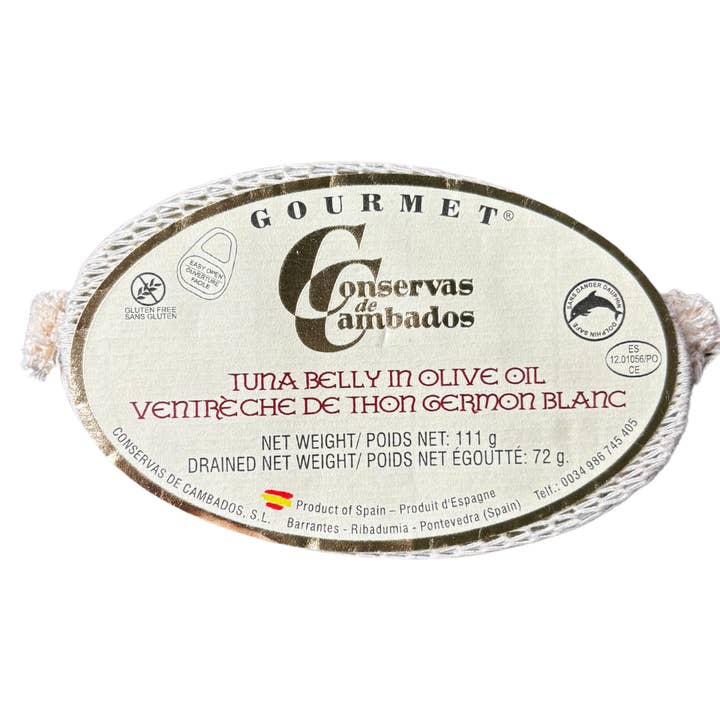 GOURMET®
Conservas
de
Cambados
EASY OPEN
OUVERTURE
FACILE
GLUTEN FREE
SANS GLUTEN
SANS DANGER DAUPHIN
DOLPHIN SAFE
ES
12.01056/PO
CE
TUNA BELLY IN OLIVE OIL
VENTRÈCHE DE THON GERMON BLANC
NET WEIGHT/ POIDS NET: 111 g
DRAINED NET WEIGHT/ POIDS NET ÉGOUTTÉ: 72 g.
CONSERVAS DE CAMBADOS, S.L.
Product of Spain – Produit d'Espagne
Barrantes - Ribadumia - Pontevedra (Spain)
Telf.: 0034 986 745 405